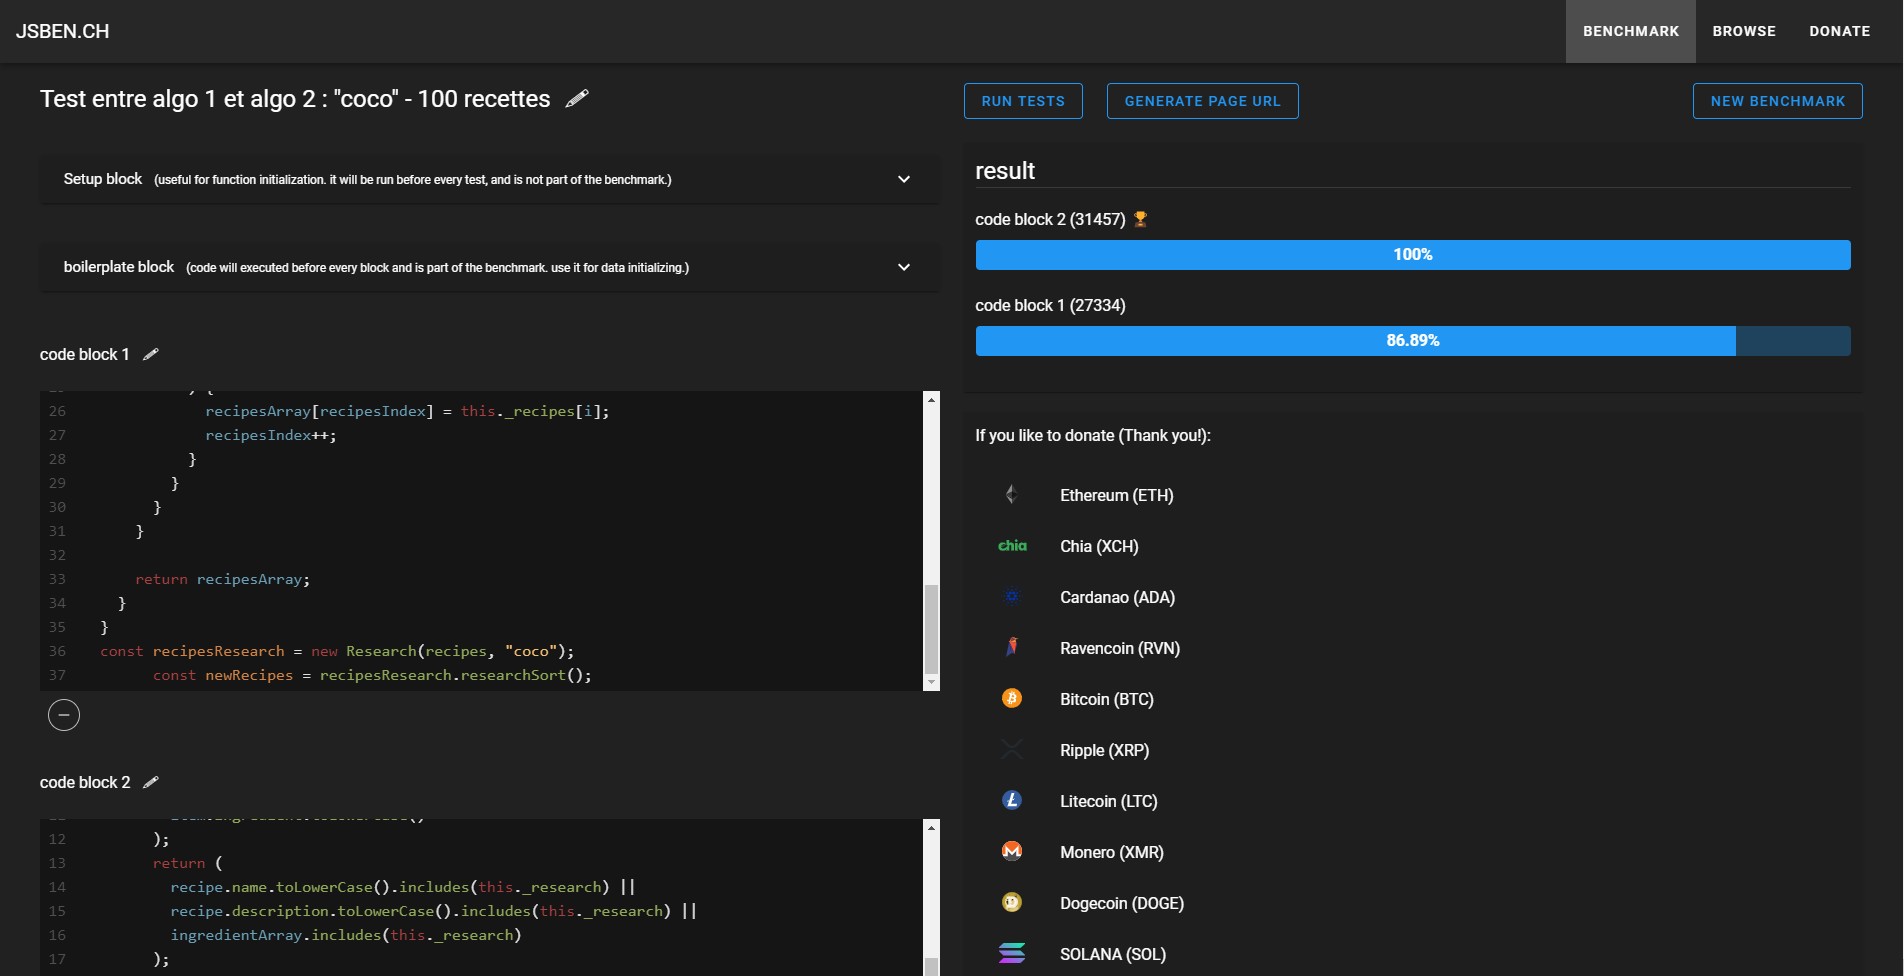 JSBEN.CH
BENCHMARK
BROWSE
DONATE
Test entre algo 1 et algo 2 : "coco" - 100 recettes
RUN TESTS
GENERATE PAGE URL
NEW BENCHMARK
Setup block (useful for function initialization. it will be run before every test, and is not part of the benchmark.)
boilerplate block (code will executed before every block and is part of the benchmark. use it for data initializing.)
code block 1
26 recipesArray[recipesIndex] = this._recipes[i];
27 recipesIndex++;
28 }
29 }
30 }
31 }
32
33 return recipesArray;
34 }
35 }
36 const recipesResearch = new Research(recipes, "coco");
37 const newRecipes = recipesResearch.researchSort();
code block 2
12 );
13 return (
14 recipe.name.toLowerCase().includes(this._research) ||
15 recipe.description.toLowerCase().includes(this._research) ||
16 ingredientArray.includes(this._research)
17 );
result
code block 2 (31457)
100%
code block 1 (27334)
86.89%
If you like to donate (Thank you!):
Ethereum (ETH)
chia
Chia (XCH)
Cardanao (ADA)
Ravencoin (RVN)
Bitcoin (BTC)
Ripple (XRP)
Litecoin (LTC)
Monero (XMR)
Dogecoin (DOGE)
SOLANA (SOL)